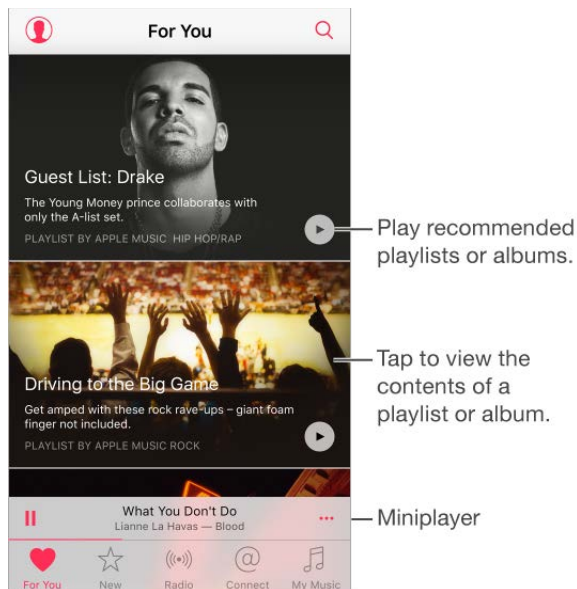 For You
Guest List: Drake
The Young Money prince collaborates with
only the A-list set.
PLAYLIST BY APPLE MUSIC HIP HOP/RAP
Play recommended
playlists or albums.
Driving to the Big Game
Get amped with these rock rave-ups – giant foam
finger not included.
PLAYLIST BY APPLE MUSIC ROCK
Tap to view the
contents of a
playlist or album.
What You Don't Do
Lianne La Havas — Blood
Miniplayer
For You New Radio Connect My Music